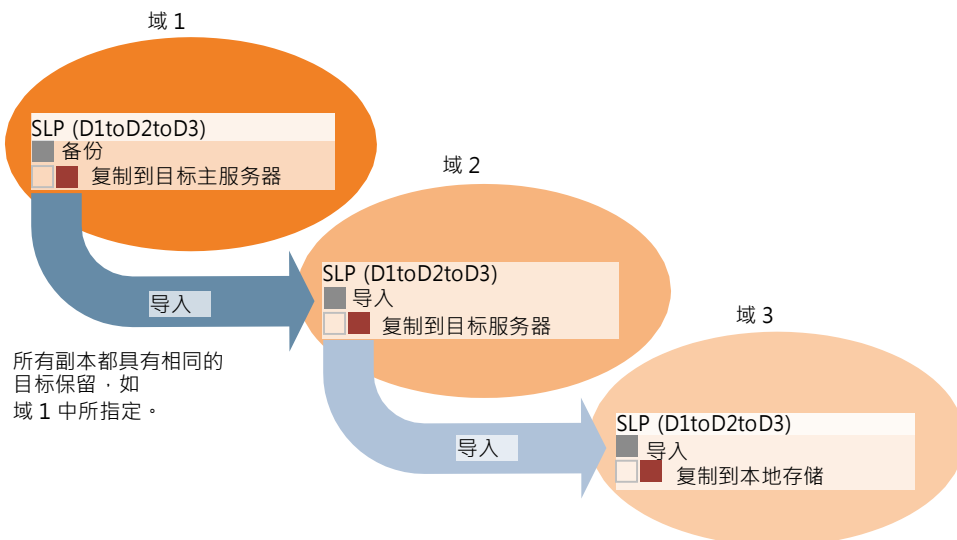 域 1
SLP (D1toD2toD3)
备份
复制到目标主服务器
域 2
SLP (D1toD2toD3)
导入
复制到目标服务器
导入
域 3
所有副本都具有相同的
目标保留，如
域 1 中所指定。
SLP (D1toD2toD3)
导入
复制到本地存储
导入